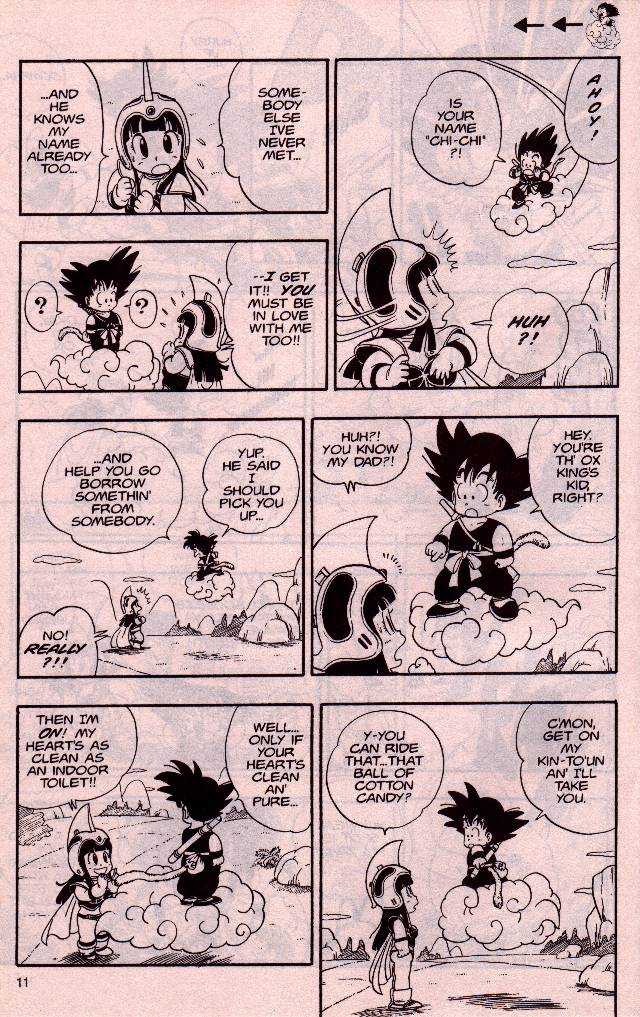 AHOY!
IS
YOUR
NAME
"CHI-CHI"
?!
HUH
?!
SOME-
BODY
ELSE
I'VE
NEVER
MET...
...AND
HE
KNOWS
MY
NAME
ALREADY
TOO...
--I GET
IT!! YOU
MUST BE
IN LOVE
WITH ME
TOO!!
?
?
HEY,
YOU'RE
TH' OX
KING'S
KID,
RIGHT?
HUH?!
YOU KNOW
MY DAD?!
YUP.
HE SAID
I
SHOULD
PICK YOU
UP...
...AND
HELP YOU GO
BORROW
SOMETHIN'
FROM
SOMEBODY.
NO!
REALLY
?!!
C'MON,
GET ON
MY
KIN-TO'UN
AN' I'LL
TAKE
YOU.
Y-YOU
CAN RIDE
THAT...THAT
BALL OF
COTTON
CANDY?
WELL...
ONLY IF
YOUR
HEART'S
CLEAN
AN'
PURE...
THEN I'M
ON! MY
HEART'S AS
CLEAN AS
AN INDOOR
TOILET!!
11